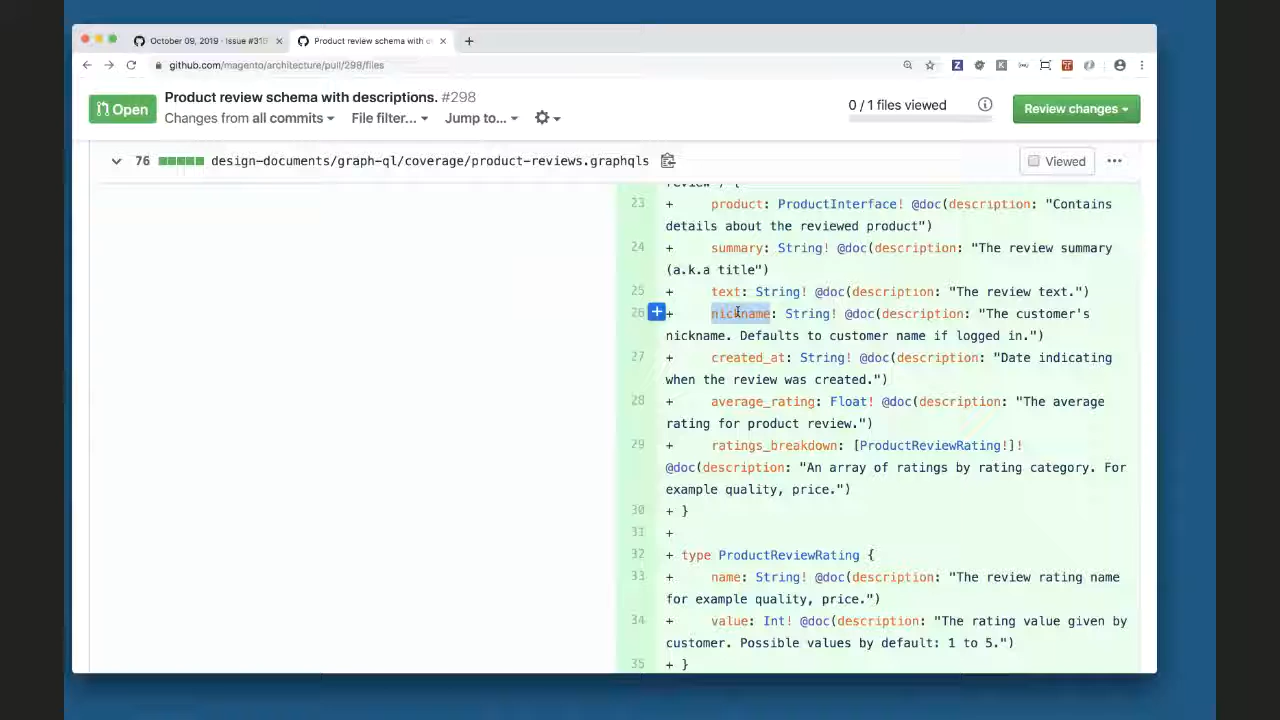 October 09, 2019 · Issue #319
Product review schema with
github.com/magento/architecture/pull/298/files
Open
Product review schema with descriptions. #298
Changes from all commits
File filter...
Jump to...
0 / 1 files viewed
Review changes
76 design-documents/graph-ql/coverage/product-reviews.graphqls
Viewed
23 + product: ProductInterface! @doc(description: "Contains
details about the reviewed product")
24 + summary: String! @doc(description: "The review summary
(a.k.a title")
25 + text: String! @doc(description: "The review text.")
26 + nickname: String! @doc(description: "The customer's
nickname. Defaults to customer name if logged in.")
27 + created_at: String! @doc(description: "Date indicating
when the review was created.")
28 + average_rating: Float! @doc(description: "The average
rating for product review.")
29 + ratings_breakdown: [ProductReviewRating!]!
@doc(description: "An array of ratings by rating category. For
example quality, price.")
30 + }
31 +
32 + type ProductReviewRating {
33 + name: String! @doc(description: "The review rating name
for example quality, price.")
34 + value: Int! @doc(description: "The rating value given by
customer. Possible values by default: 1 to 5.")
35 + }